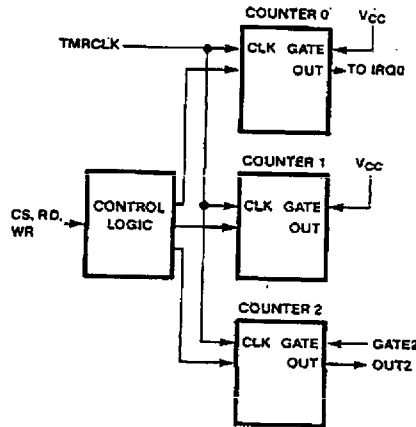 COUNTER 0
VCC
TMRCLK
CLK GATE
OUT
TO IRQ0
COUNTER 1
VCC
CS, RD,
WR
CONTROL
LOGIC
CLK GATE
OUT
COUNTER 2
CLK GATE
GATE2
OUT
OUT2